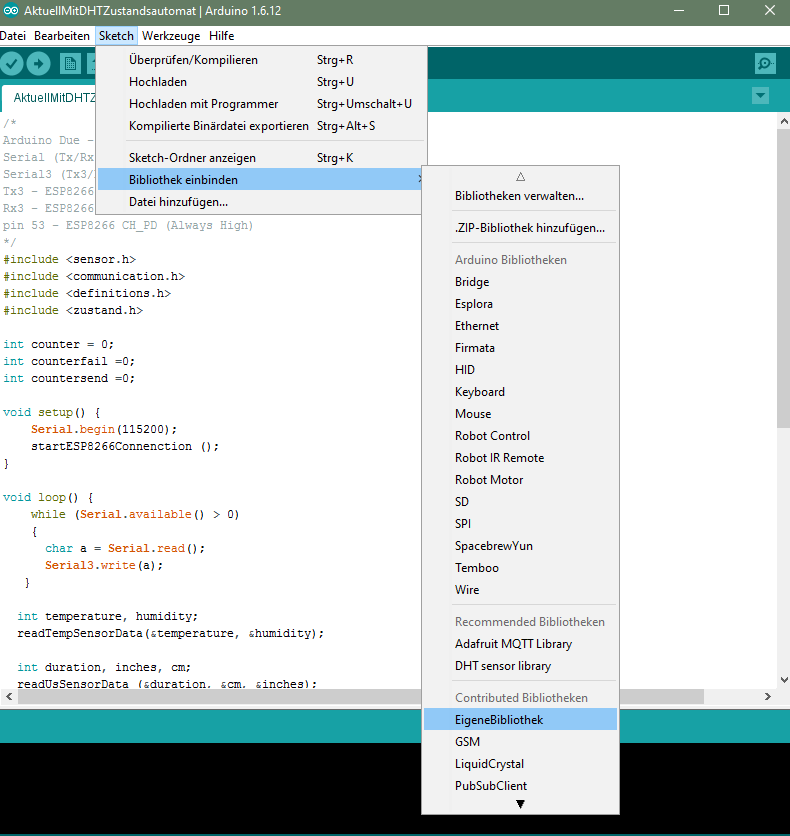 AktuellMitDHTZustandsautomat | Arduino 1.6.12
Datei Bearbeiten Sketch Werkzeuge Hilfe
Überprüfen/Kompilieren Strg+R
Hochladen Strg+U
Hochladen mit Programmer Strg+Umschalt+U
Kompilierte Binärdatei exportieren Strg+Alt+S
Sketch-Ordner anzeigen Strg+K
Bibliothek einbinden
Datei hinzufügen...
AktuellMitDHTZ
/*
Arduino Due -
Serial (Tx/Rx
Serial3 (Tx3/
Tx3 - ESP8266
Rx3 - ESP8266
pin 53 - ESP8266 CH_PD (Always High)
*/
#include <sensor.h>
#include <communication.h>
#include <definitions.h>
#include <zustand.h>
int counter = 0;
int counterfail =0;
int countersend =0;
void setup() {
Serial.begin(115200);
startESP8266Connenction ();
}
void loop() {
while (Serial.available() > 0)
{
char a = Serial.read();
Serial3.write(a);
}
int temperature, humidity;
readTempSensorData(&temperature, &humidity);
int duration, inches, cm;
readUsSensorData (&duration, &cm, &inches);
Bibliotheken verwalten...
.ZIP-Bibliothek hinzufügen...
Arduino Bibliotheken
Bridge
Esplora
Ethernet
Firmata
HID
Keyboard
Mouse
Robot Control
Robot IR Remote
Robot Motor
SD
SPI
SpacebrewYun
Temboo
Wire
Recommended Bibliotheken
Adafruit MQTT Library
DHT sensor library
Contributed Bibliotheken
EigeneBibliothek
GSM
LiquidCrystal
PubSubClient